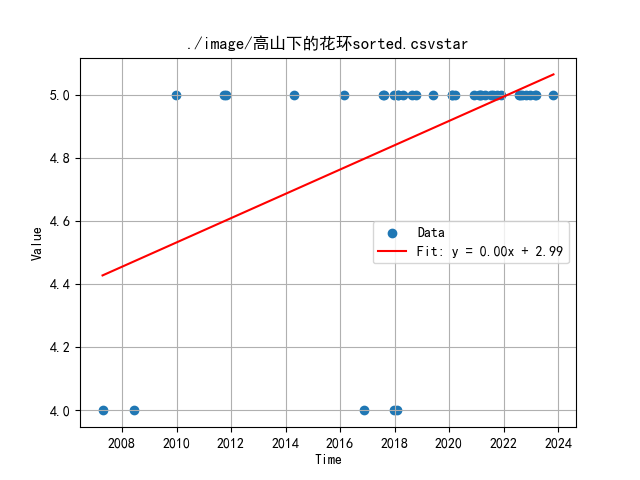 ./image/高山下的花环sorted.csvstar
5.0
4.8
4.6
4.4
4.2
4.0
Value
Data
Fit: y = 0.00x + 2.99
2008 2010 2012 2014 2016 2018 2020 2022 2024
Time